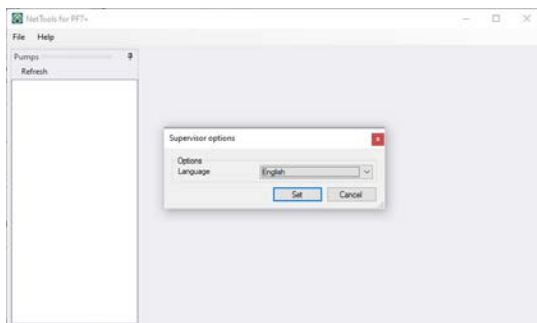 NetTools for PF7+
File Help
Pumps
Refresh
Supervisor options
Options
Language English
Set Cancel